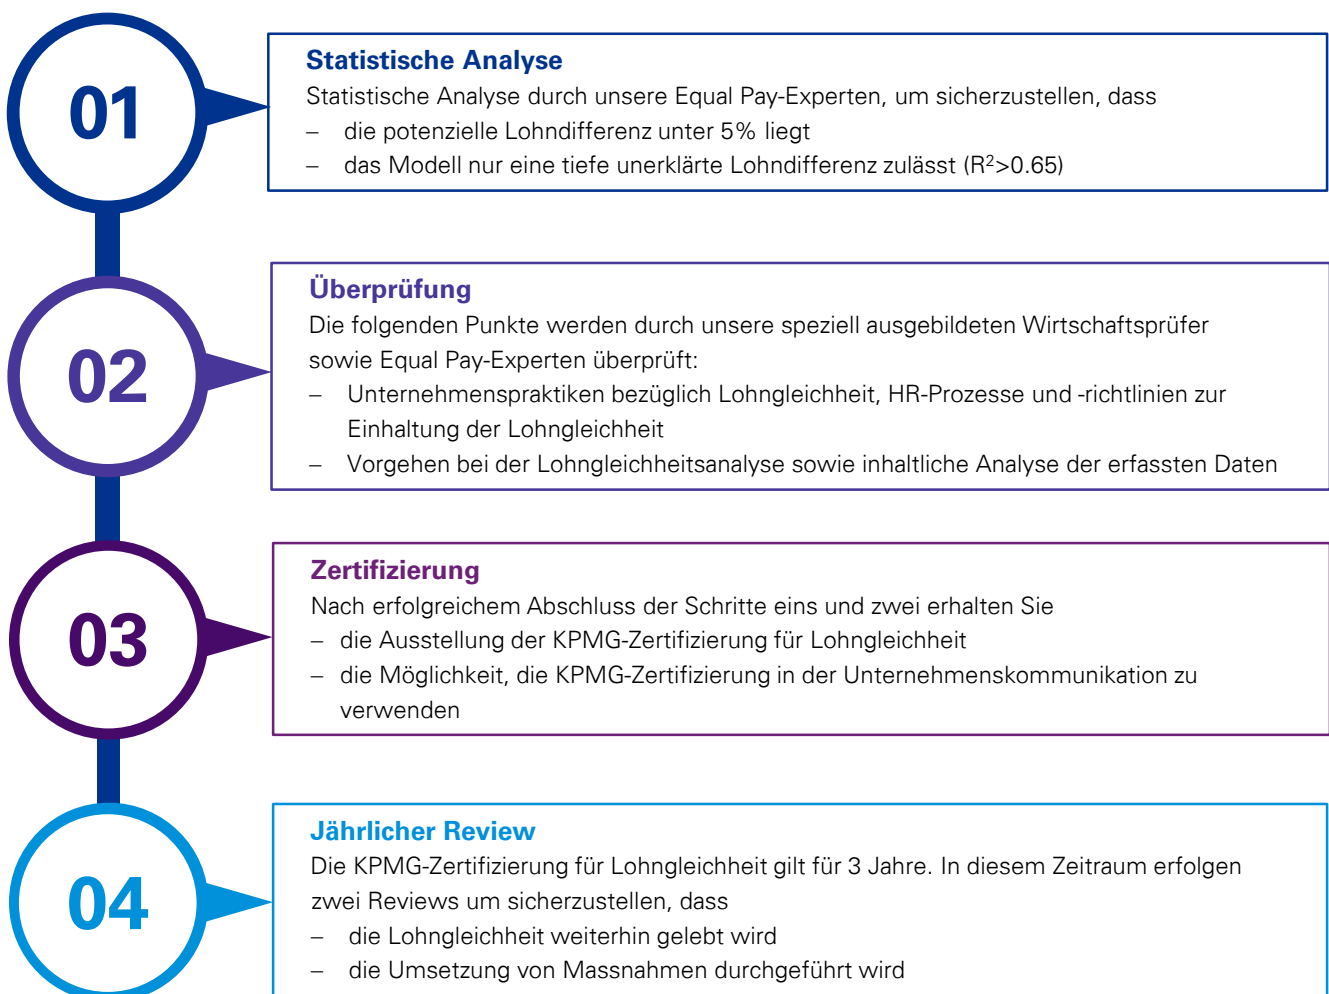 01
Statistische Analyse
Statistische Analyse durch unsere Equal Pay-Experten, um sicherzustellen, dass
– die potenzielle Lohndifferenz unter 5% liegt
– das Modell nur eine tiefe unerklärte Lohndifferenz zulässt (R²>0.65)
02
Überprüfung
Die folgenden Punkte werden durch unsere speziell ausgebildeten Wirtschaftsprüfer
sowie Equal Pay-Experten überprüft:
– Unternehmenspraktiken bezüglich Lohngleichheit, HR-Prozesse und -richtlinien zur
Einhaltung der Lohngleichheit
– Vorgehen bei der Lohngleichheitsanalyse sowie inhaltliche Analyse der erfassten Daten
03
Zertifizierung
Nach erfolgreichem Abschluss der Schritte eins und zwei erhalten Sie
– die Ausstellung der KPMG-Zertifizierung für Lohngleichheit
– die Möglichkeit, die KPMG-Zertifizierung in der Unternehmenskommunikation zu
verwenden
04
Jährlicher Review
Die KPMG-Zertifizierung für Lohngleichheit gilt für 3 Jahre. In diesem Zeitraum erfolgen
zwei Reviews um sicherzustellen, dass
– die Lohngleichheit weiterhin gelebt wird
– die Umsetzung von Massnahmen durchgeführt wird